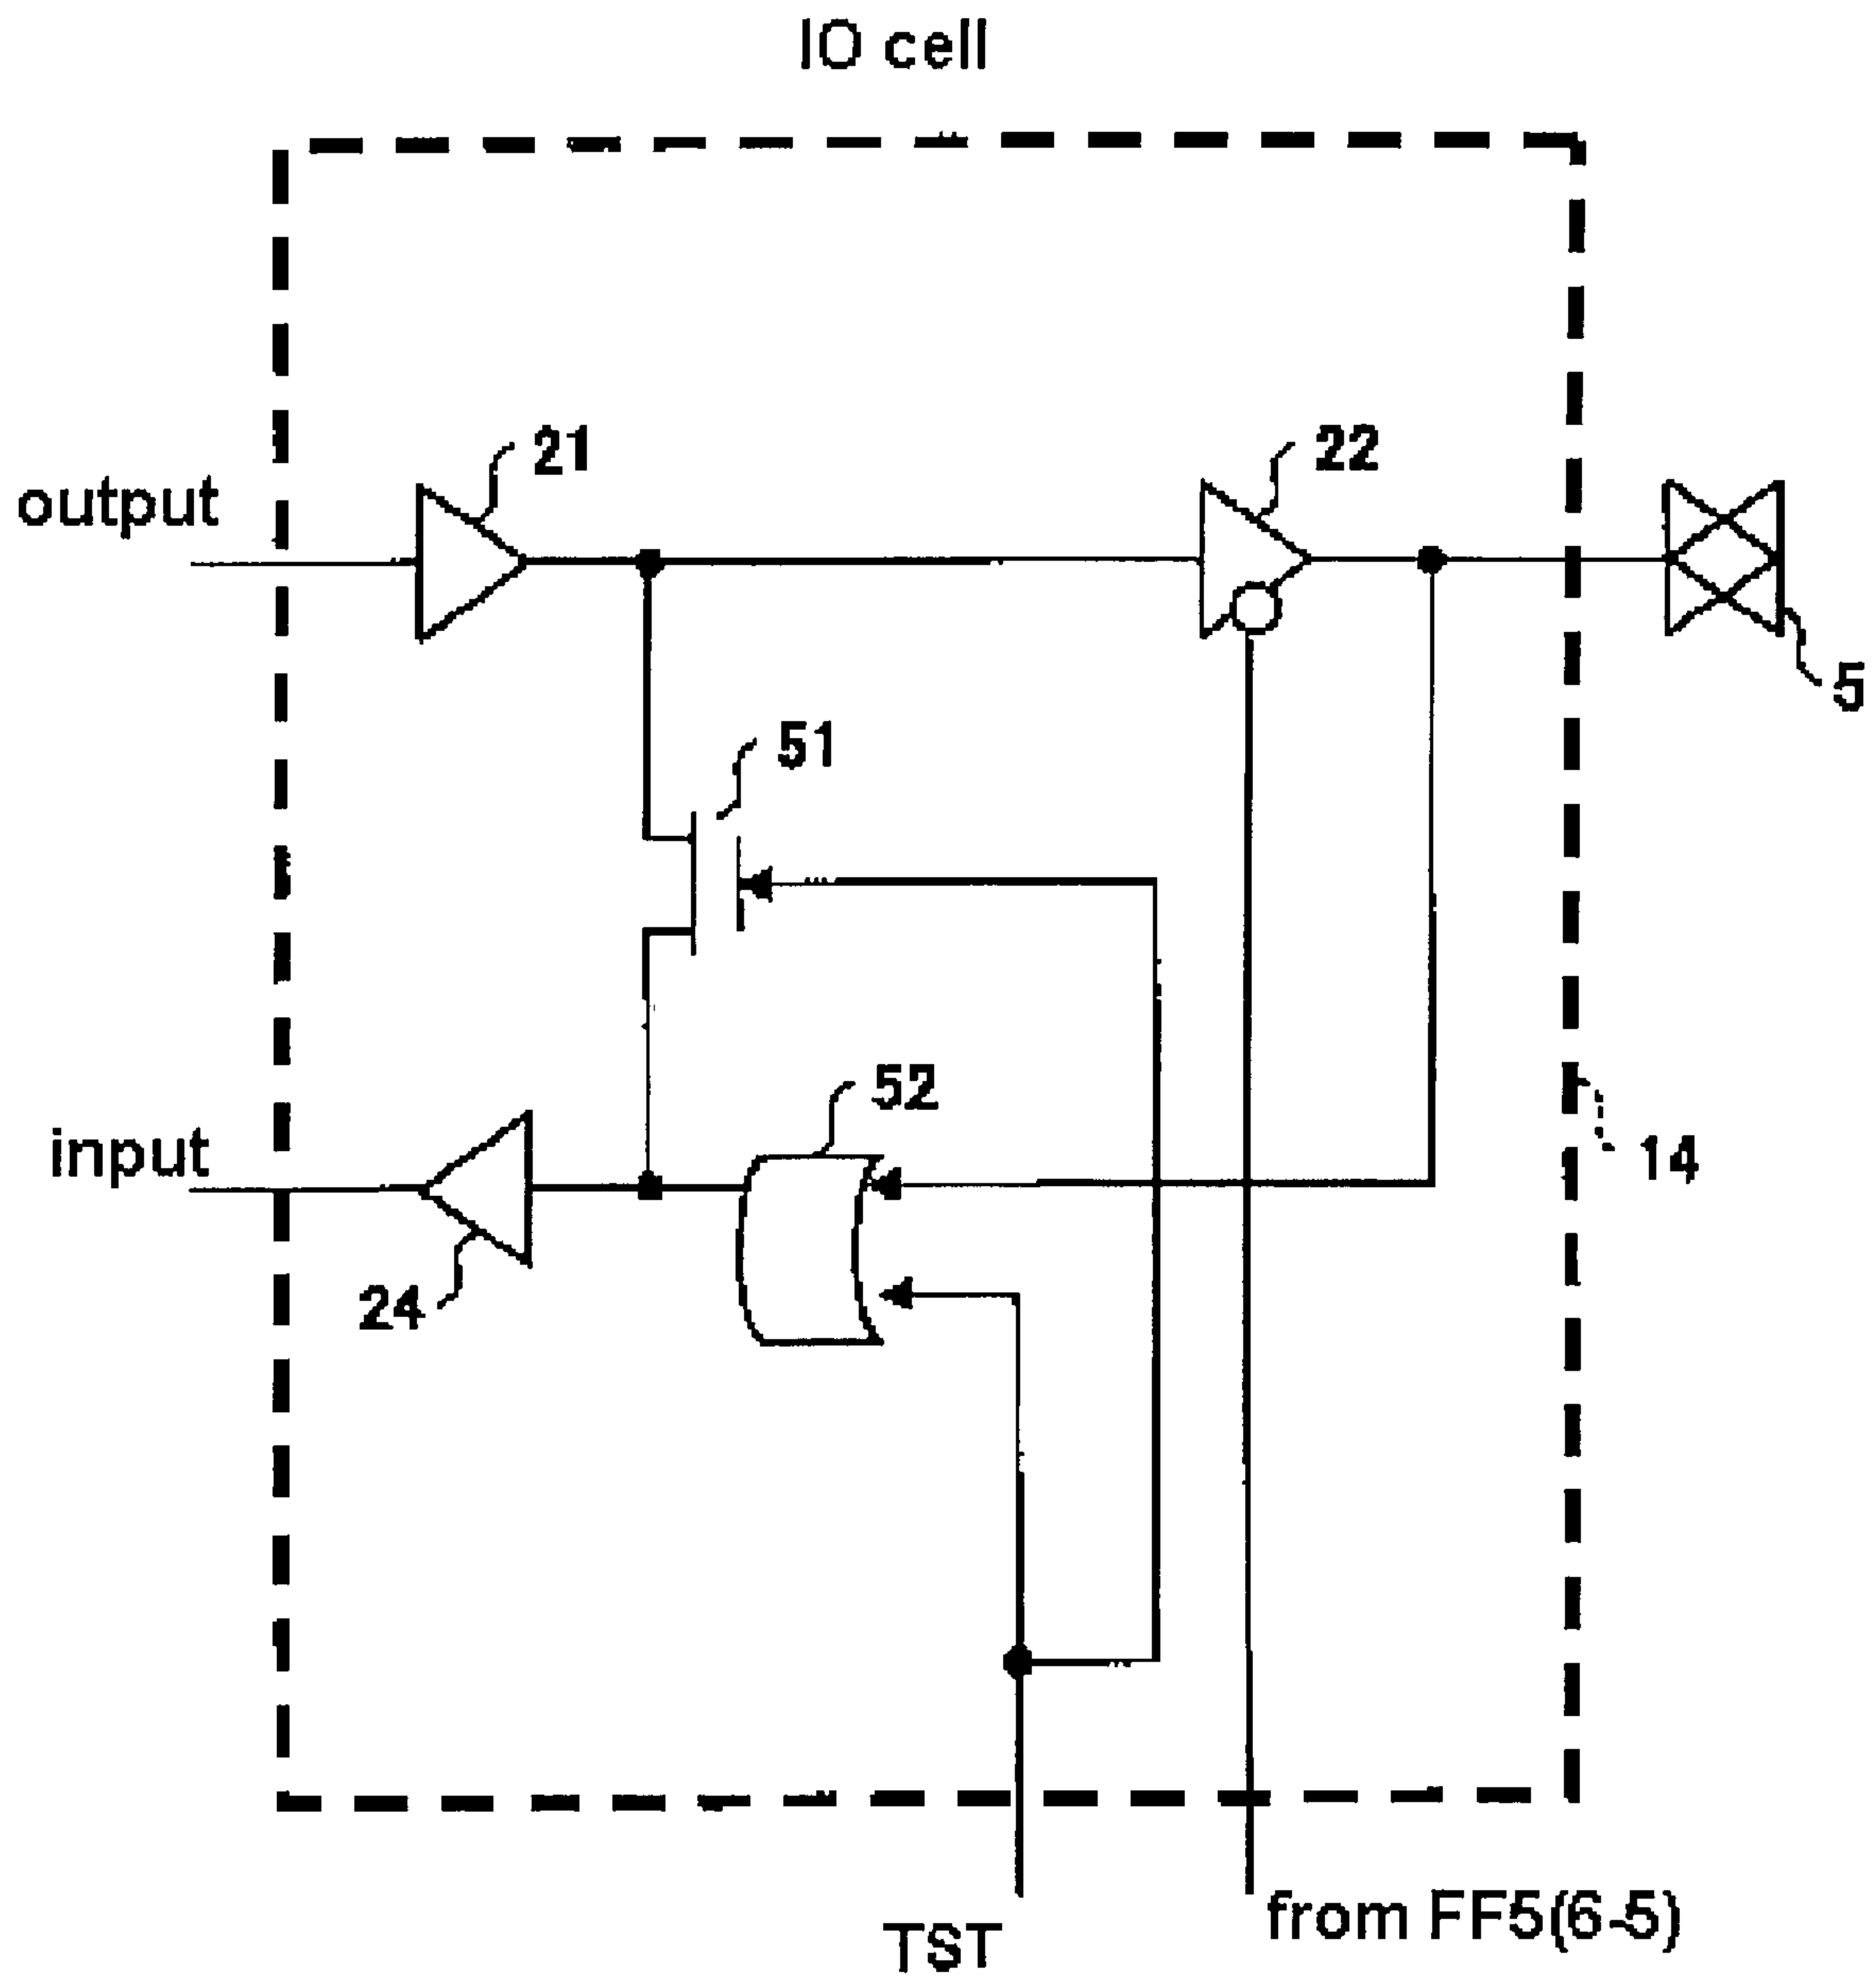 IO cell
21
22
output
5
51
52
input
14
24
from FF5(6-5)
TST